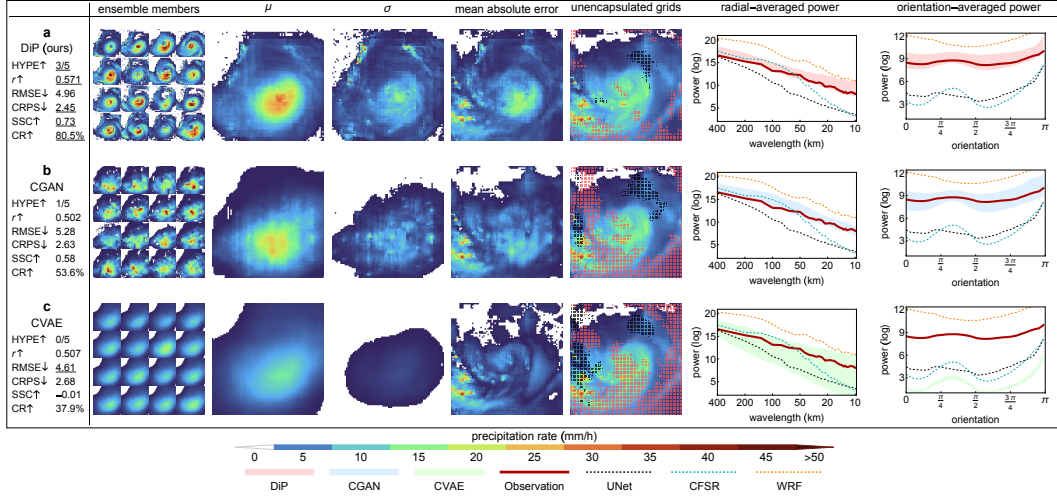 ensemble members
μ
σ
mean absolute error
unencapsulated grids
radial–averaged power
orientation–averaged power
a
DiP (ours)
HYPE↑ 3/5
r↑ 0.571
RMSE↓ 4.96
CRPS↓ 2.45
SSC↑ 0.73
CR↑ 80.5%
power (log)
20
15
10
5
400 200 100 50 20 10
wavelength (km)
power (log)
12
9
6
3
0 π/4 π/2 3π/4 π
orientation
b
CGAN
HYPE↑ 1/5
r↑ 0.502
RMSE↓ 5.28
CRPS↓ 2.63
SSC↑ 0.58
CR↑ 53.6%
power (log)
20
15
10
5
400 200 100 50 20 10
wavelength (km)
power (log)
12
9
6
3
0 π/4 π/2 3π/4 π
orientation
c
CVAE
HYPE↑ 0/5
r↑ 0.507
RMSE↓ 4.61
CRPS↓ 2.68
SSC↑ –0.01
CR↑ 37.9%
power (log)
20
15
10
5
400 200 100 50 20 10
wavelength (km)
power (log)
12
9
6
3
0 π/4 π/2 3π/4 π
orientation
precipitation rate (mm/h)
0 5 10 15 20 25 30 35 40 45 >50
DiP CGAN CVAE Observation UNet CFSR WRF